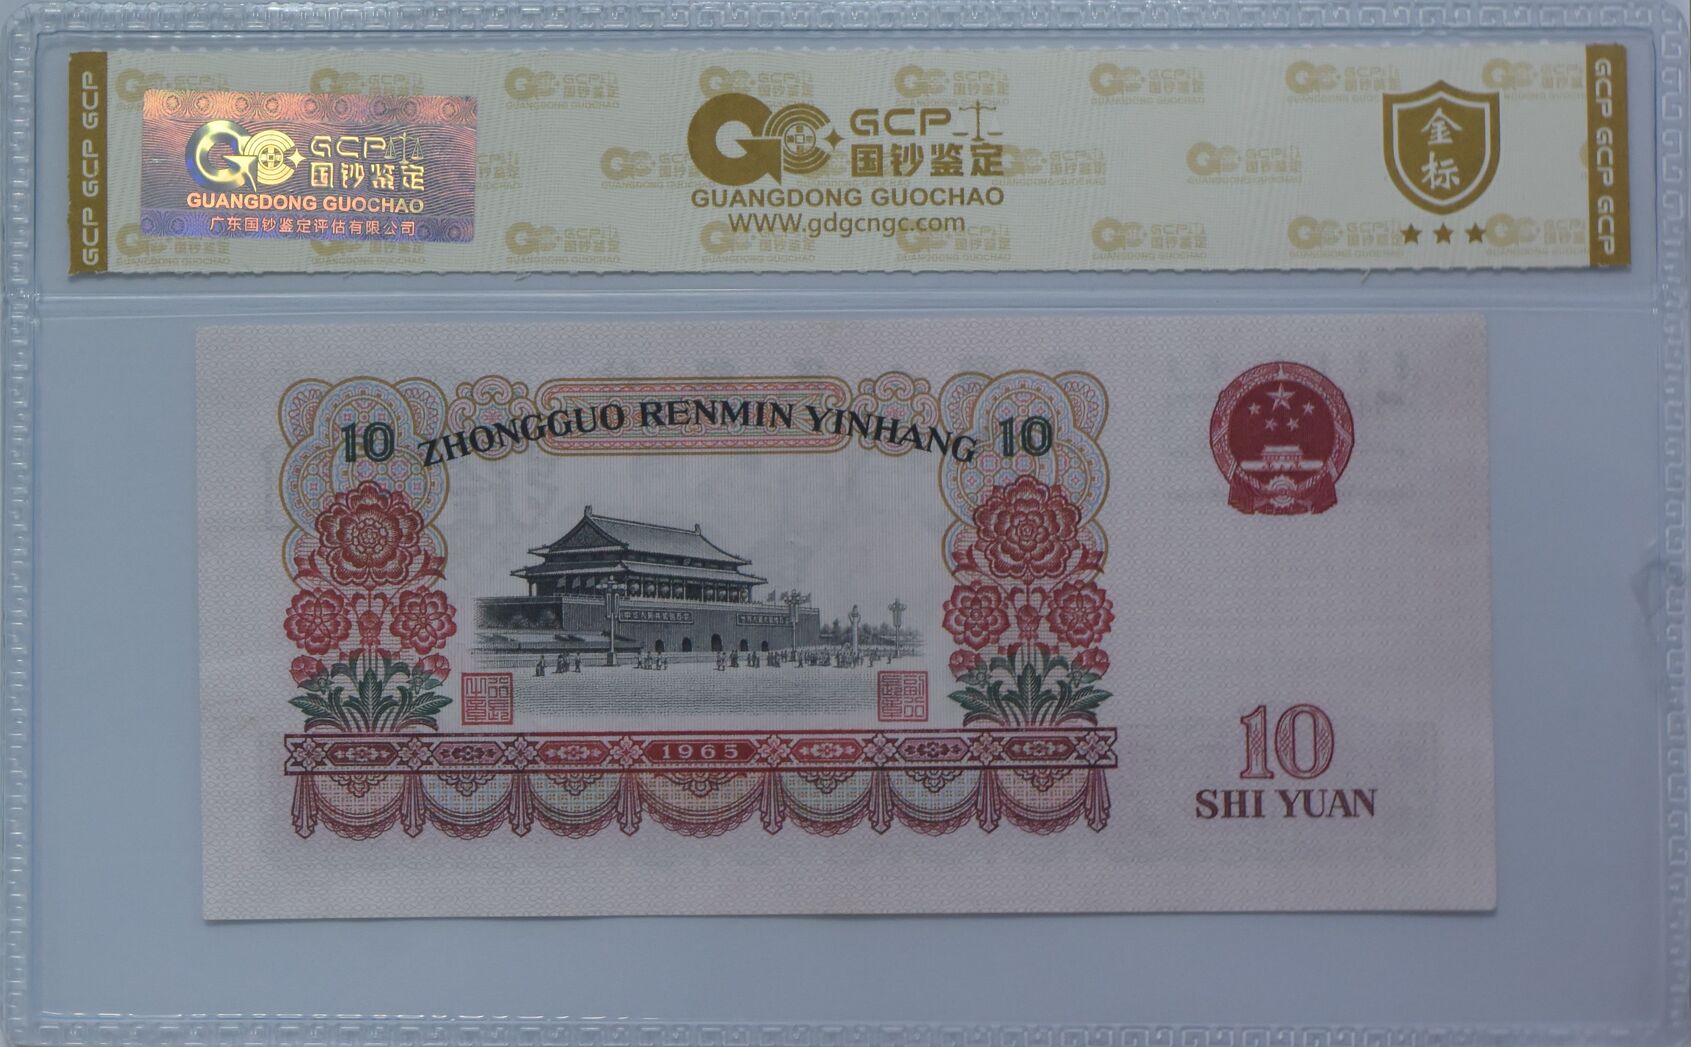 GCP GCP GCP
GCP
国钞鉴定
GUANGDONG GUOCHAO
广东国钞鉴定评估有限公司
GCP
国钞鉴定
GUANGDONG GUOCHAO
WWW.gdgcngc.com
金标
GCP GCP GCP
10 ZHONGGUO RENMIN YINHANG 10
1965
10
SHI YUAN